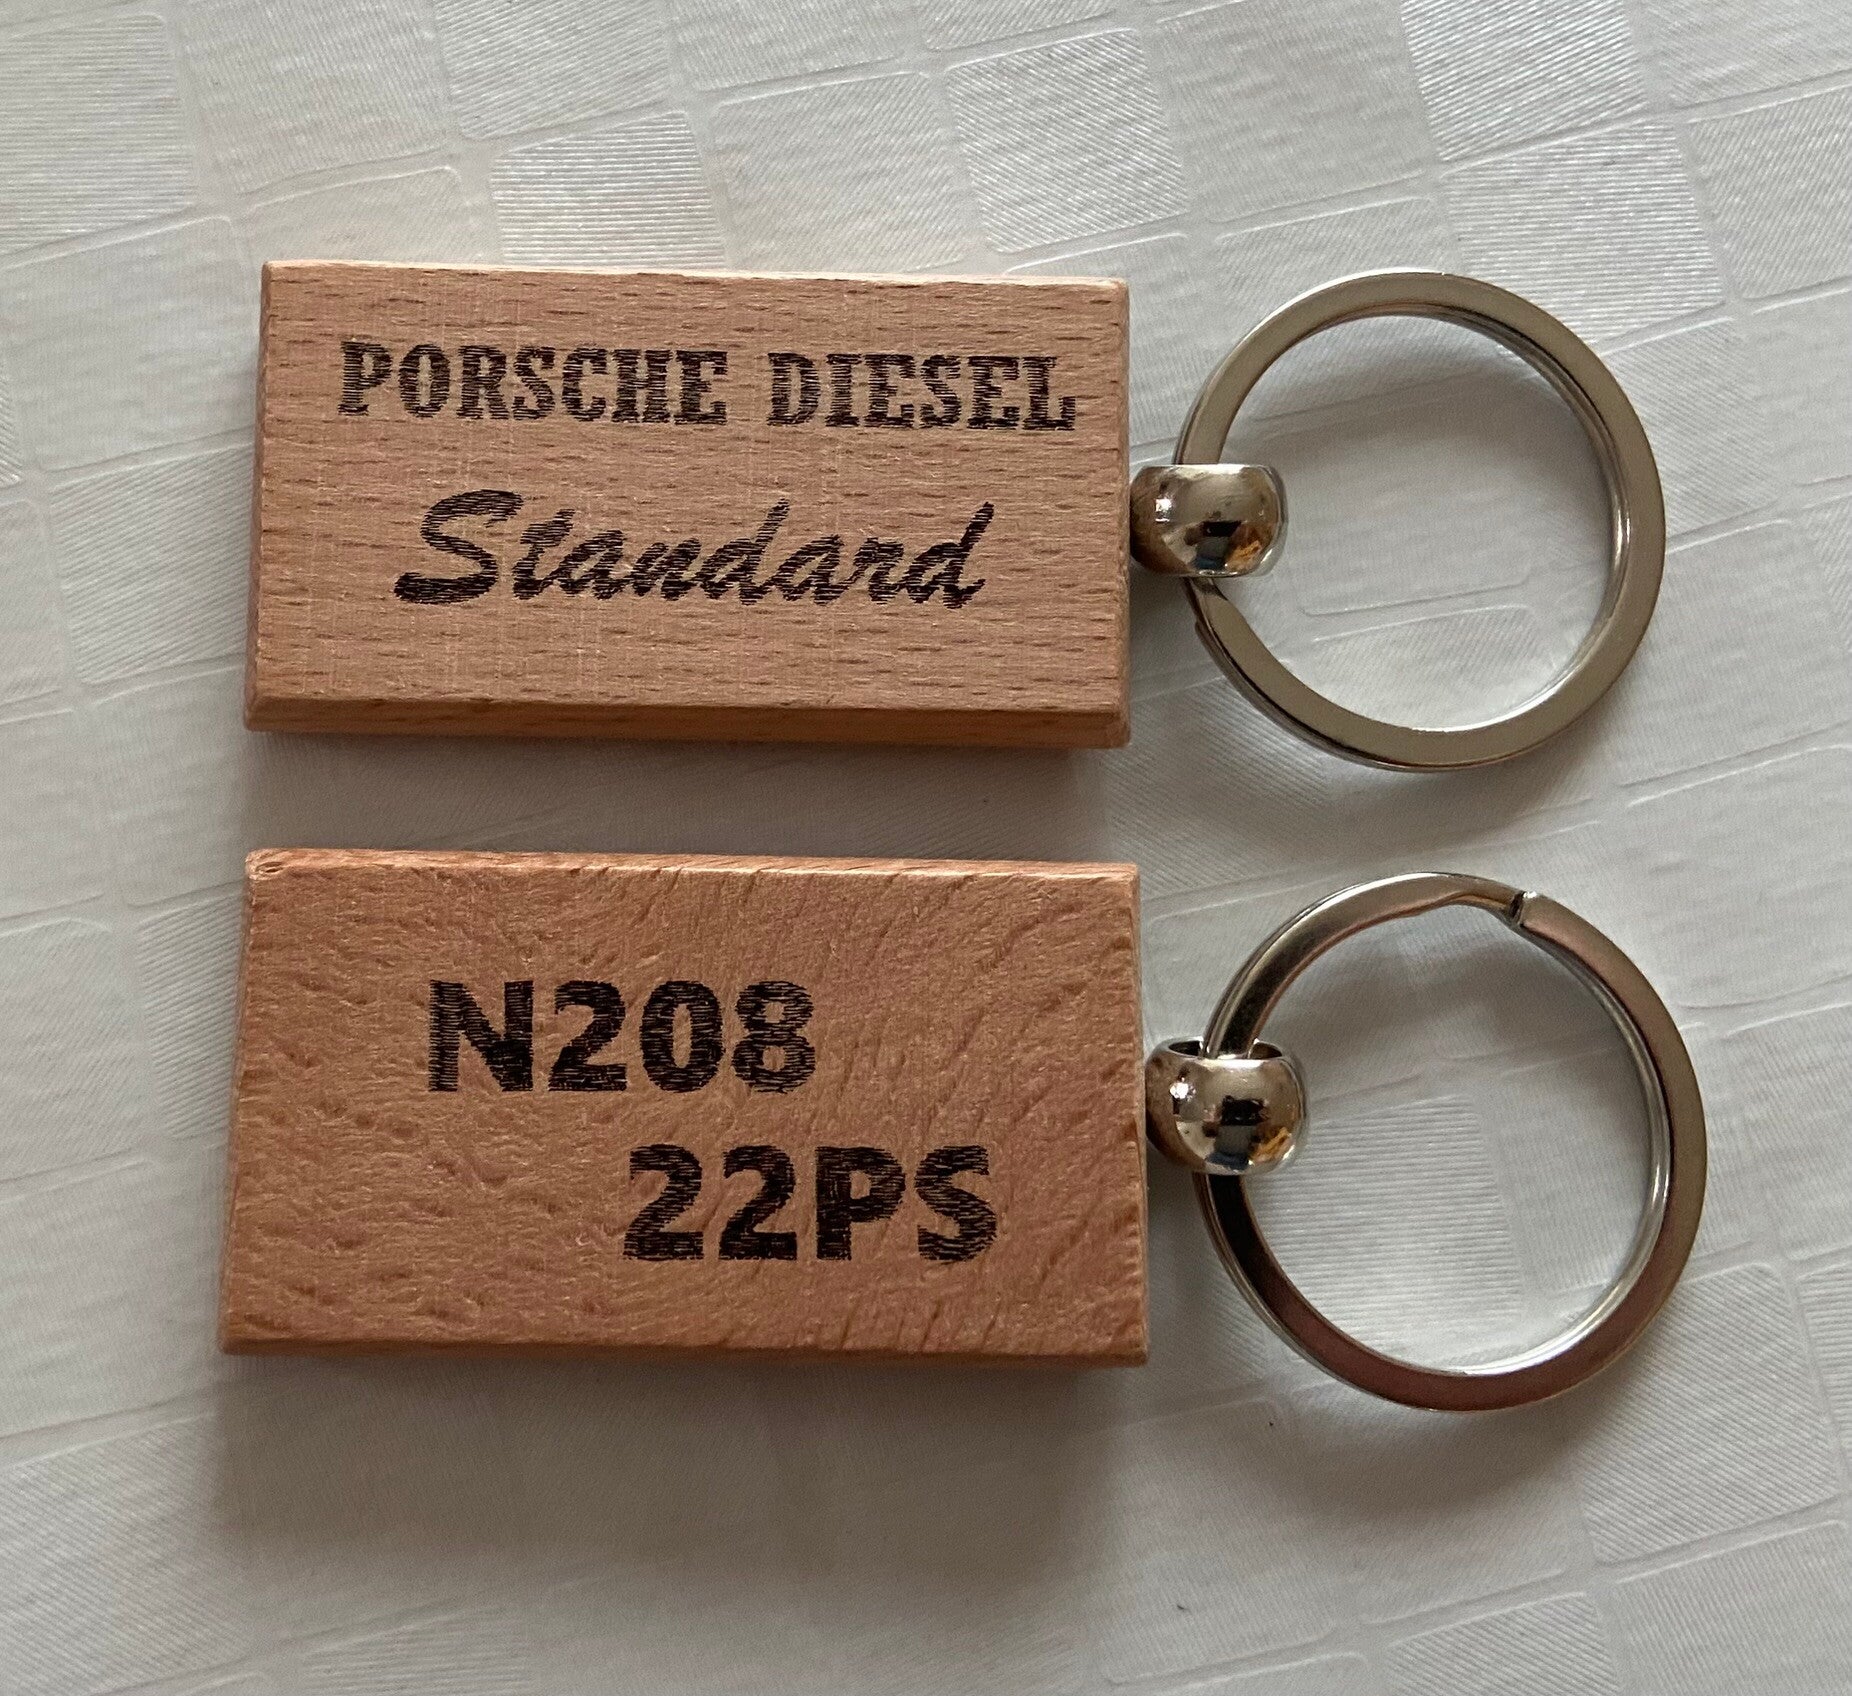 PORSCHE DIESEL
Standard
N208
22PS